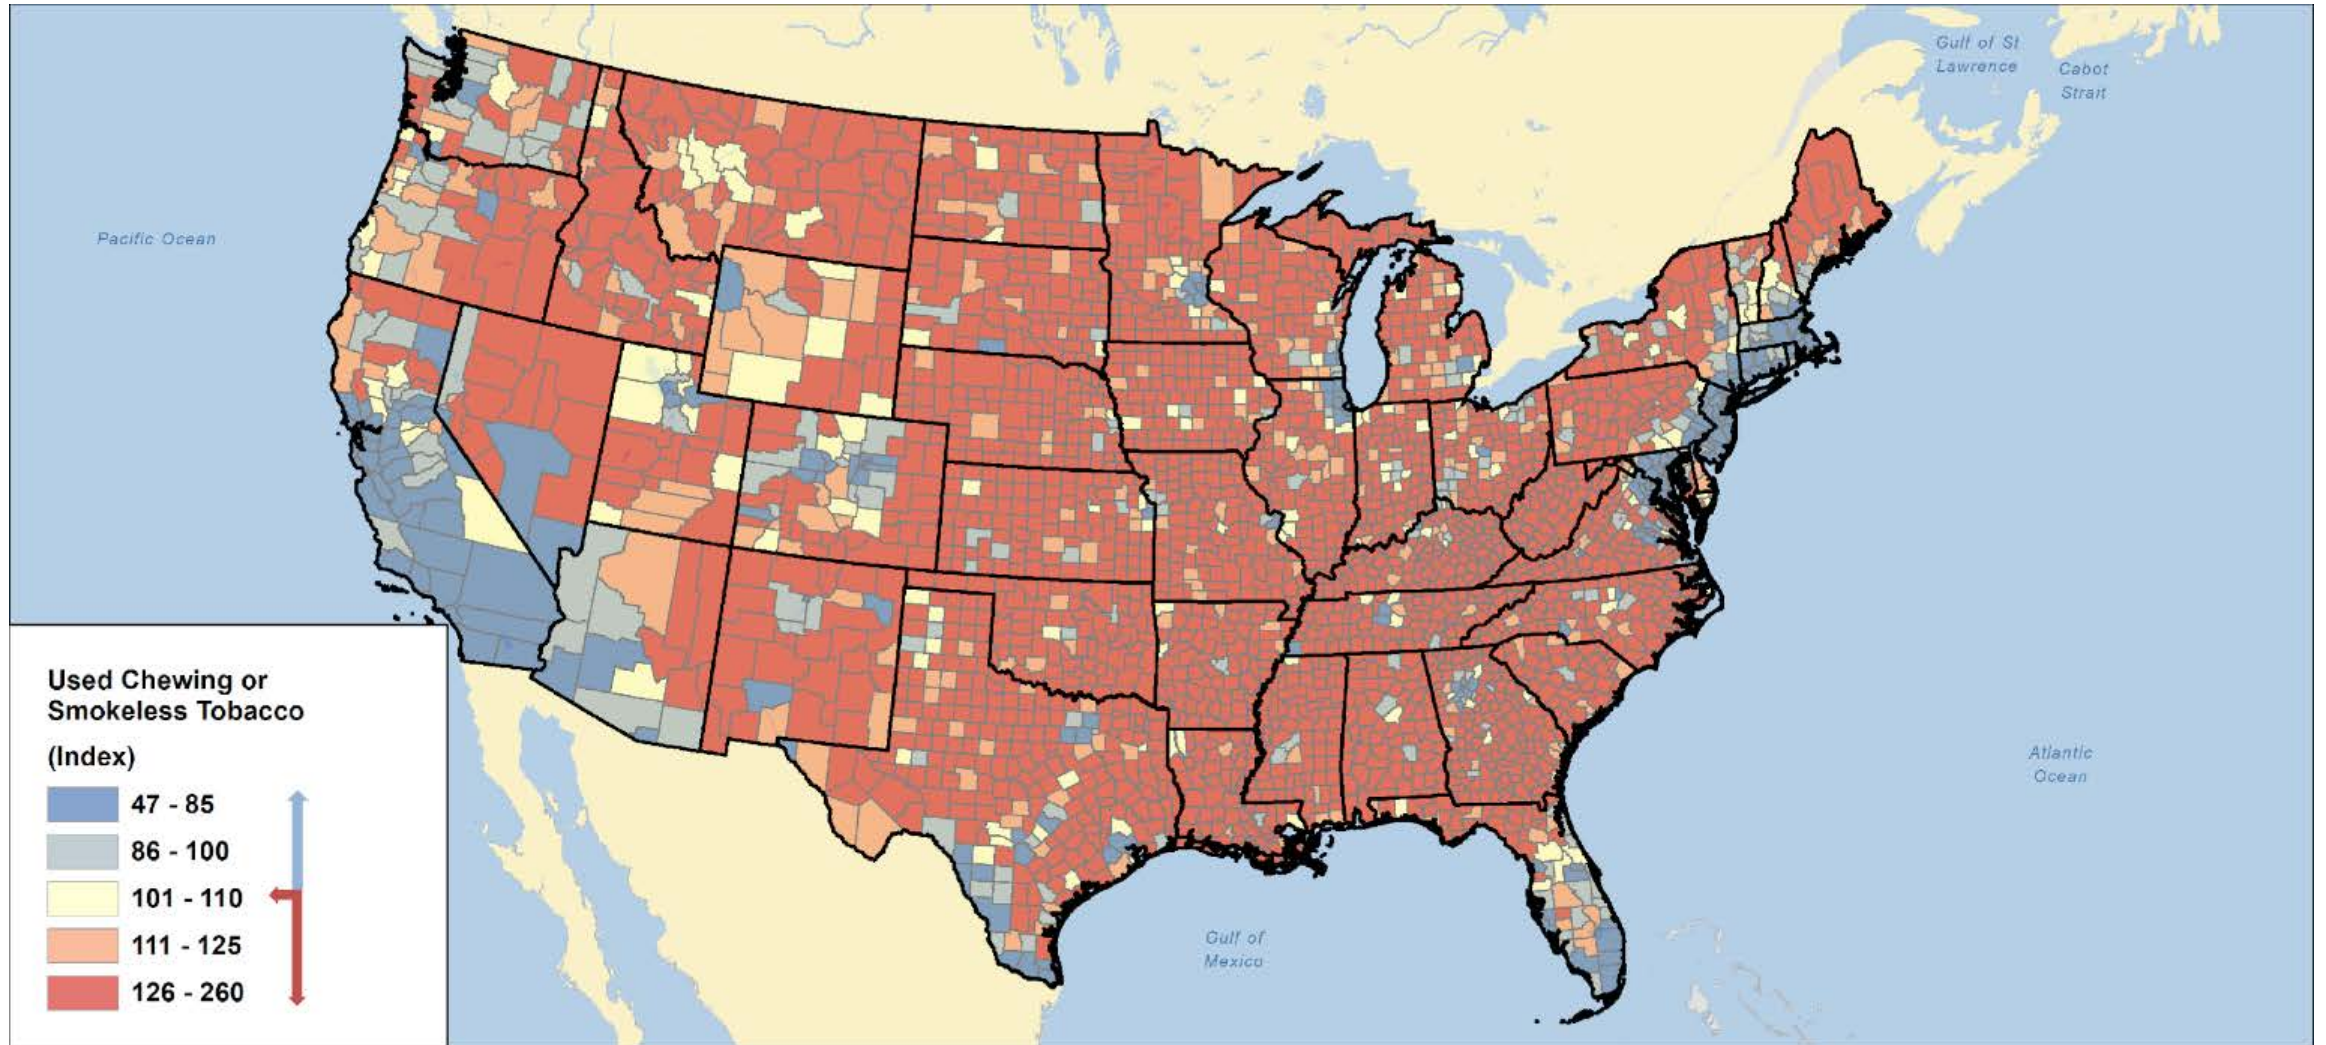 Gulf of St
Lawrence
Cabot
Strait
Pacific Ocean
Used Chewing or
Smokeless Tobacco
(Index)
47 - 85
86 - 100
101 - 110
111 - 125
126 - 260
Atlantic
Ocean
Gulf of
Mexico